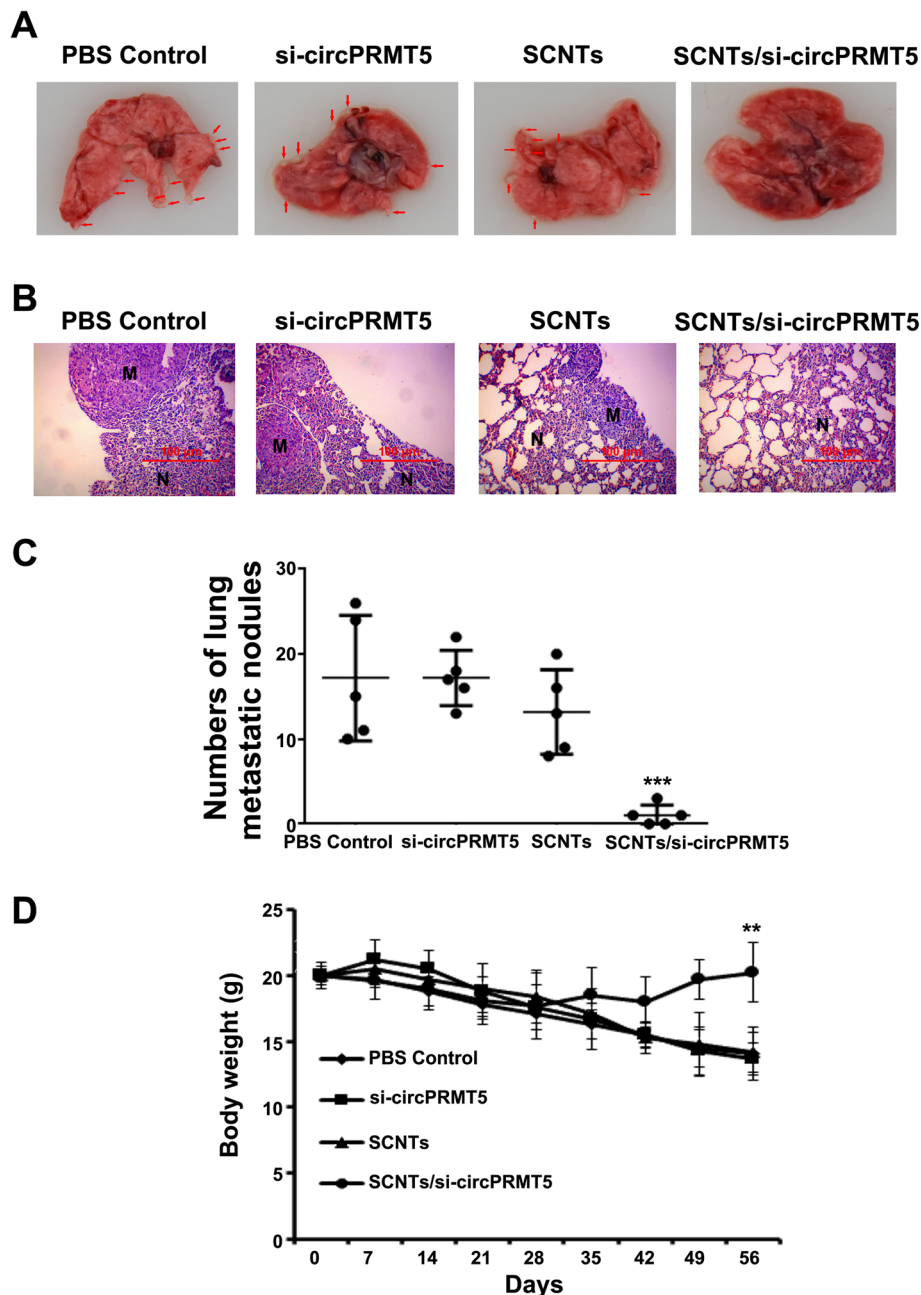 A
PBS Control
si-circPRMT5
SCNTs
SCNTs/si-circPRMT5
B
PBS Control
si-circPRMT5
SCNTs
SCNTs/si-circPRMT5
M
100 µm
N
M
100 µm
N
M
N
100 µm
N
100 µm
C
Numbers of lung
metastatic nodules
30
20
10
0
***
PBS Control
si-circPRMT5
SCNTs
SCNTs/si-circPRMT5
D
Body weight (g)
25
20
15
10
5
0
**
PBS Control
si-circPRMT5
SCNTs
SCNTs/si-circPRMT5
0 7 14 21 28 35 42 49 56
Days